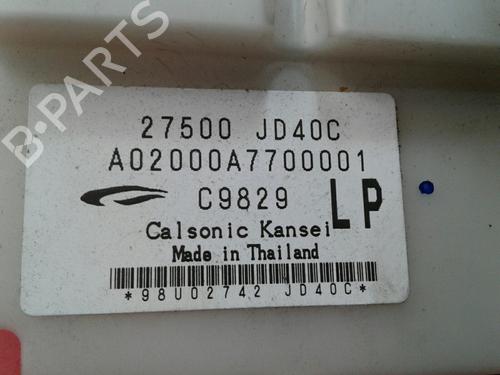 B-PARTS
27500 JD40C
A02000A7700001
C9829
LP
Calsonic Kansei
Made in Thailand
*98U02742 JD40C*